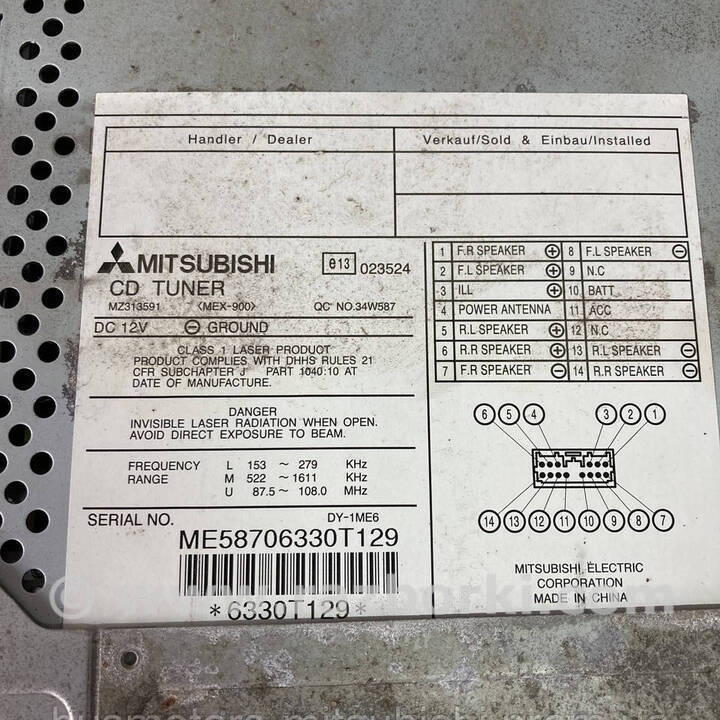 Handler / Dealer
Verkauf/Sold & Einbau/Installed
MITSUBISHI e13 023524
CD TUNER
MZ313591 〈MEX-900〉 QC NO.34W587
DC 12V ⊖ GROUND
CLASS 1 LASER PRODUCT
PRODUCT COMPLIES WITH DHHS RULES 21
CFR SUBCHAPTER J PART 1040:10 AT
DATE OF MANUFACTURE.
DANGER
INVISIBLE LASER RADIATION WHEN OPEN.
AVOID DIRECT EXPOSURE TO BEAM.
FREQUENCY L 153 ~ 279 KHz
RANGE M 522 ~ 1611 KHz
U 87.5 ~ 108.0 MHz
SERIAL NO. DY-1ME6
ME58706330T129
*6330T129*
1 F.R SPEAKER ⊕ 8 F.L SPEAKER ⊖
2 F.L SPEAKER ⊕ 9 N.C
3 ILL ⊕ 10 BATT
4 POWER ANTENNA 11 ACC
5 R.L SPEAKER ⊕ 12 N.C
6 R.R SPEAKER ⊕ 13 R.L SPEAKER ⊖
7 F.R SPEAKER ⊖ 14 R.R SPEAKER ⊖
6 5 4 3 2 1
14 13 12 11 10 9 8 7
MITSUBISHI ELECTRIC
CORPORATION
MADE IN CHINA